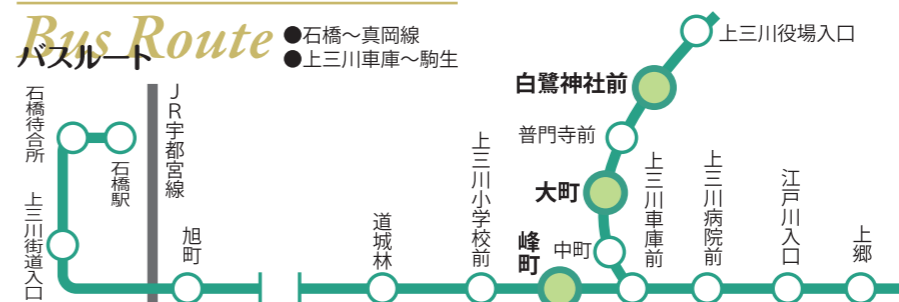 Bus Route
バスルート
●石橋～真岡線
●上三川車庫～駒生
上三川役場入口
白鷺神社前
普門寺前
大町
中町
石橋待合所
石橋駅
上三川街道入口
JR宇都宮線
旭町
道城林
上三川小学校前
峰町
上三川車庫前
上三川病院前
江戸川入口
上郷